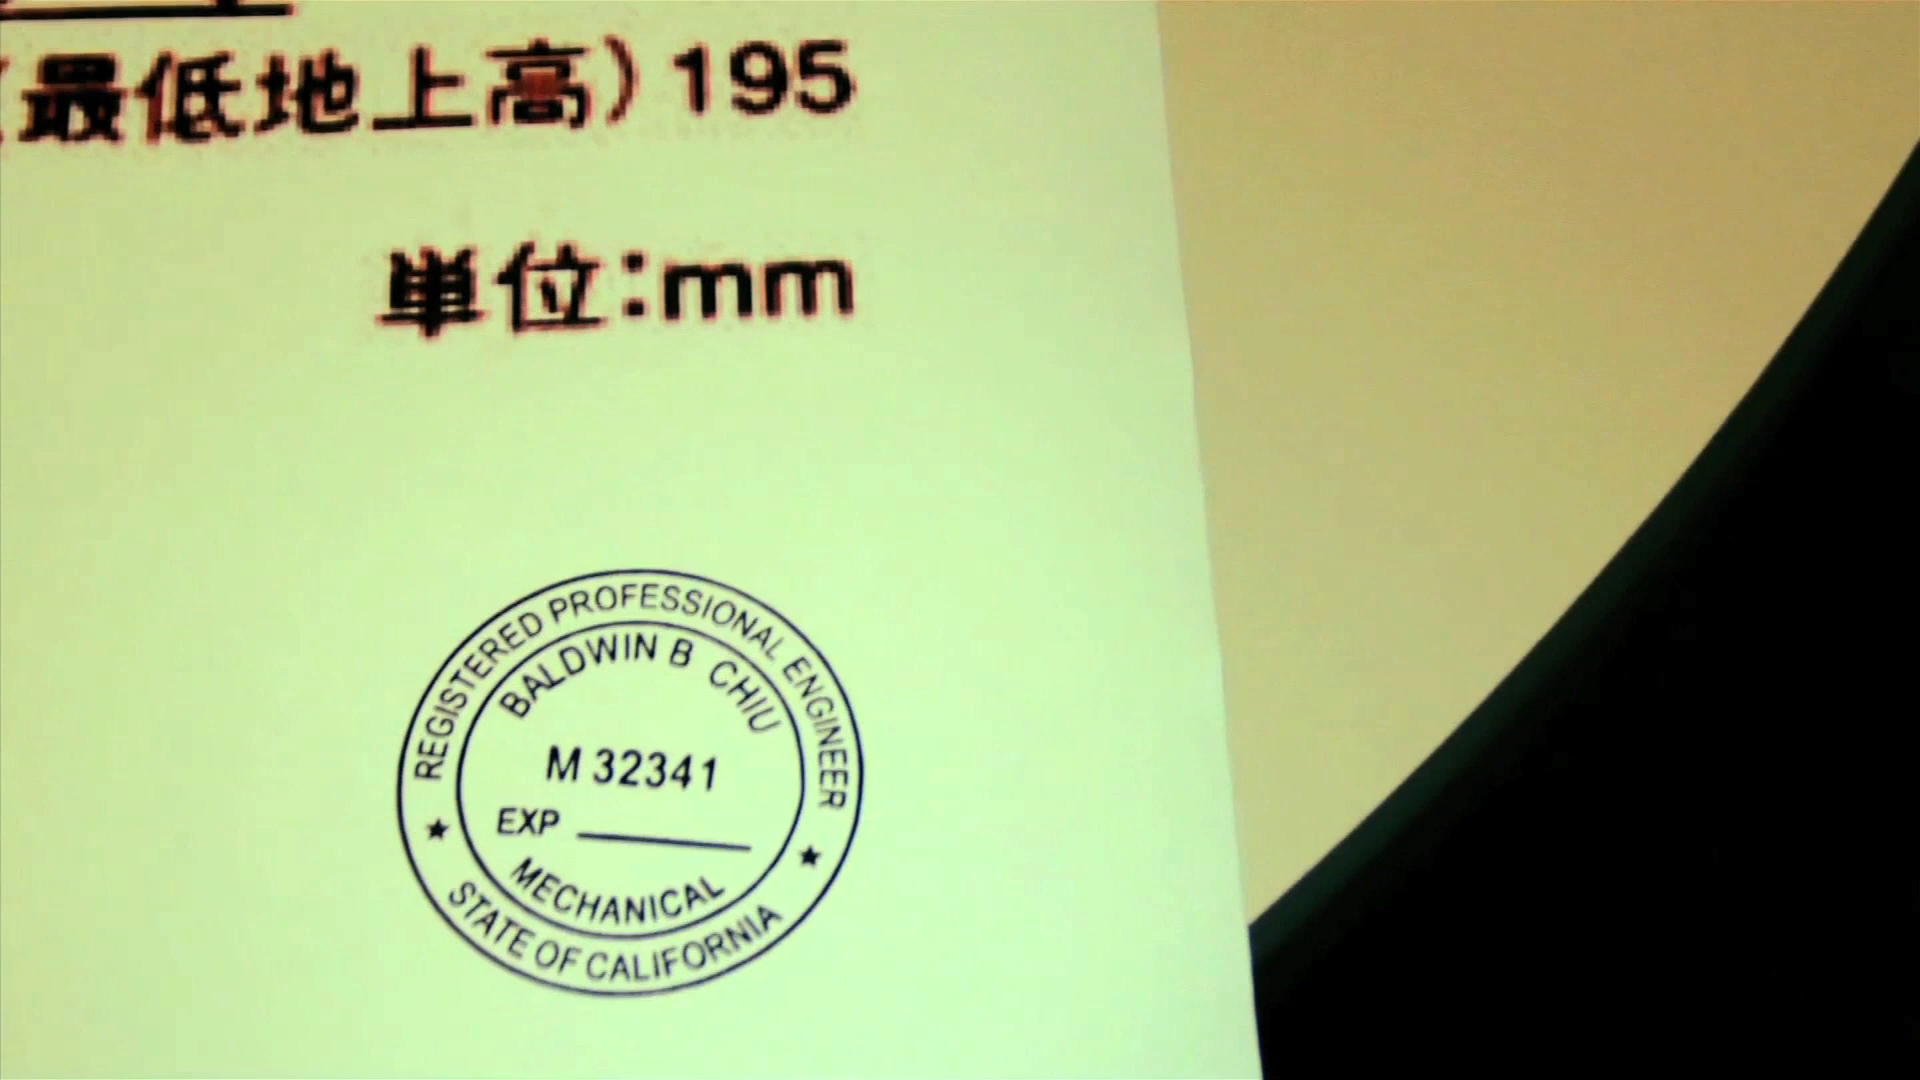 (最低地上高)195
単位:mm
REGISTERED PROFESSIONAL ENGINEER
BALDWIN B CHIU
M 32341
EXP
MECHANICAL
STATE OF CALIFORNIA